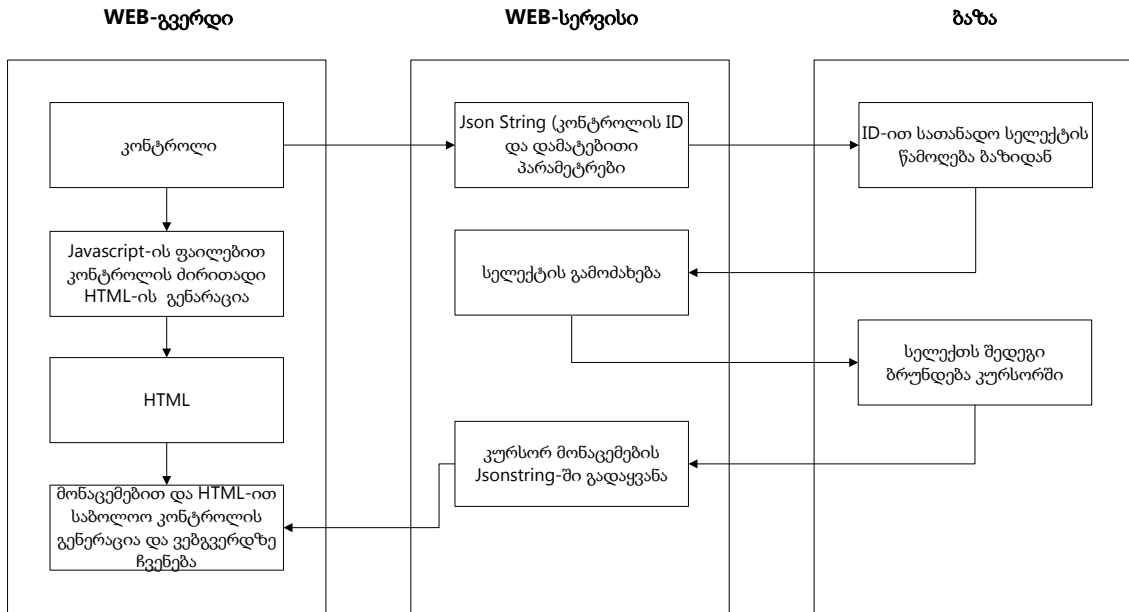 WEB-გვერდი
WEB-სერვისი
ბაზა
კონტროლი
Json String (კონტროლის ID
და დამატებითი
პარამეტრები
ID-ით სათანადო სელექტის
წამოღება ბაზიდან
Javascript-ის ფაილებით
კონტროლის ძირითადი
HTML-ის გენარაცია
სელექტის გამოძახება
სელექთს შედეგი
ბრუნდება კურსორში
HTML
კურსორ მონაცემების
Jsonstring-ში გადაყვანა
მონაცემებით და HTML-ით
საბოლოო კონტროლის
გენერაცია და ვებგვერდზე
ჩვენება